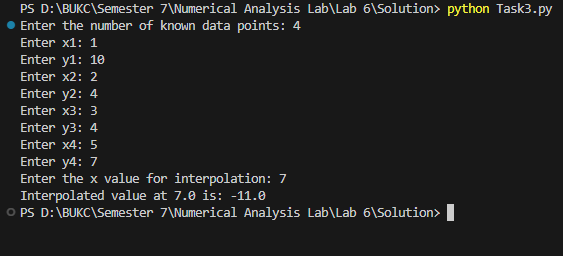 PS D:\BUKC\Semester 7\Numerical Analysis Lab\Lab 6\Solution> python Task3.py
Enter the number of known data points: 4
Enter x1: 1
Enter y1: 10
Enter x2: 2
Enter y2: 4
Enter x3: 3
Enter y3: 4
Enter x4: 5
Enter y4: 7
Enter the x value for interpolation: 7
Interpolated value at 7.0 is: -11.0
PS D:\BUKC\Semester 7\Numerical Analysis Lab\Lab 6\Solution>